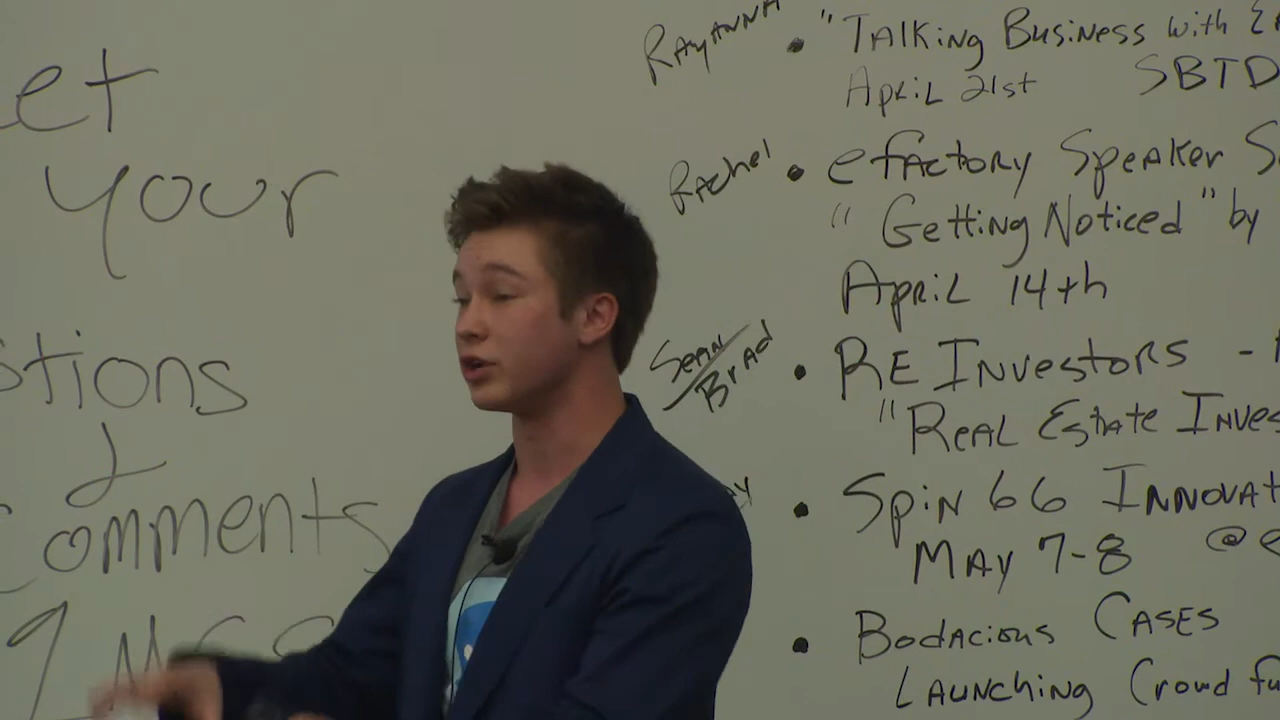 et
your
tions
&
Comments
RAYANNA • "TALKING BUSINESS with
APRIL 21st SBTD
RACHEL • efactory SPEAKER S
"Getting Noticed" by
APRIL 14th
SEAN/BRAD • RE INVESTORS -
"REAL EState INVES
• SPIN 66 INNOVAT
MAY 7-8 @e
• BODACIOUS CASES
LAUNCHING Crowd fu